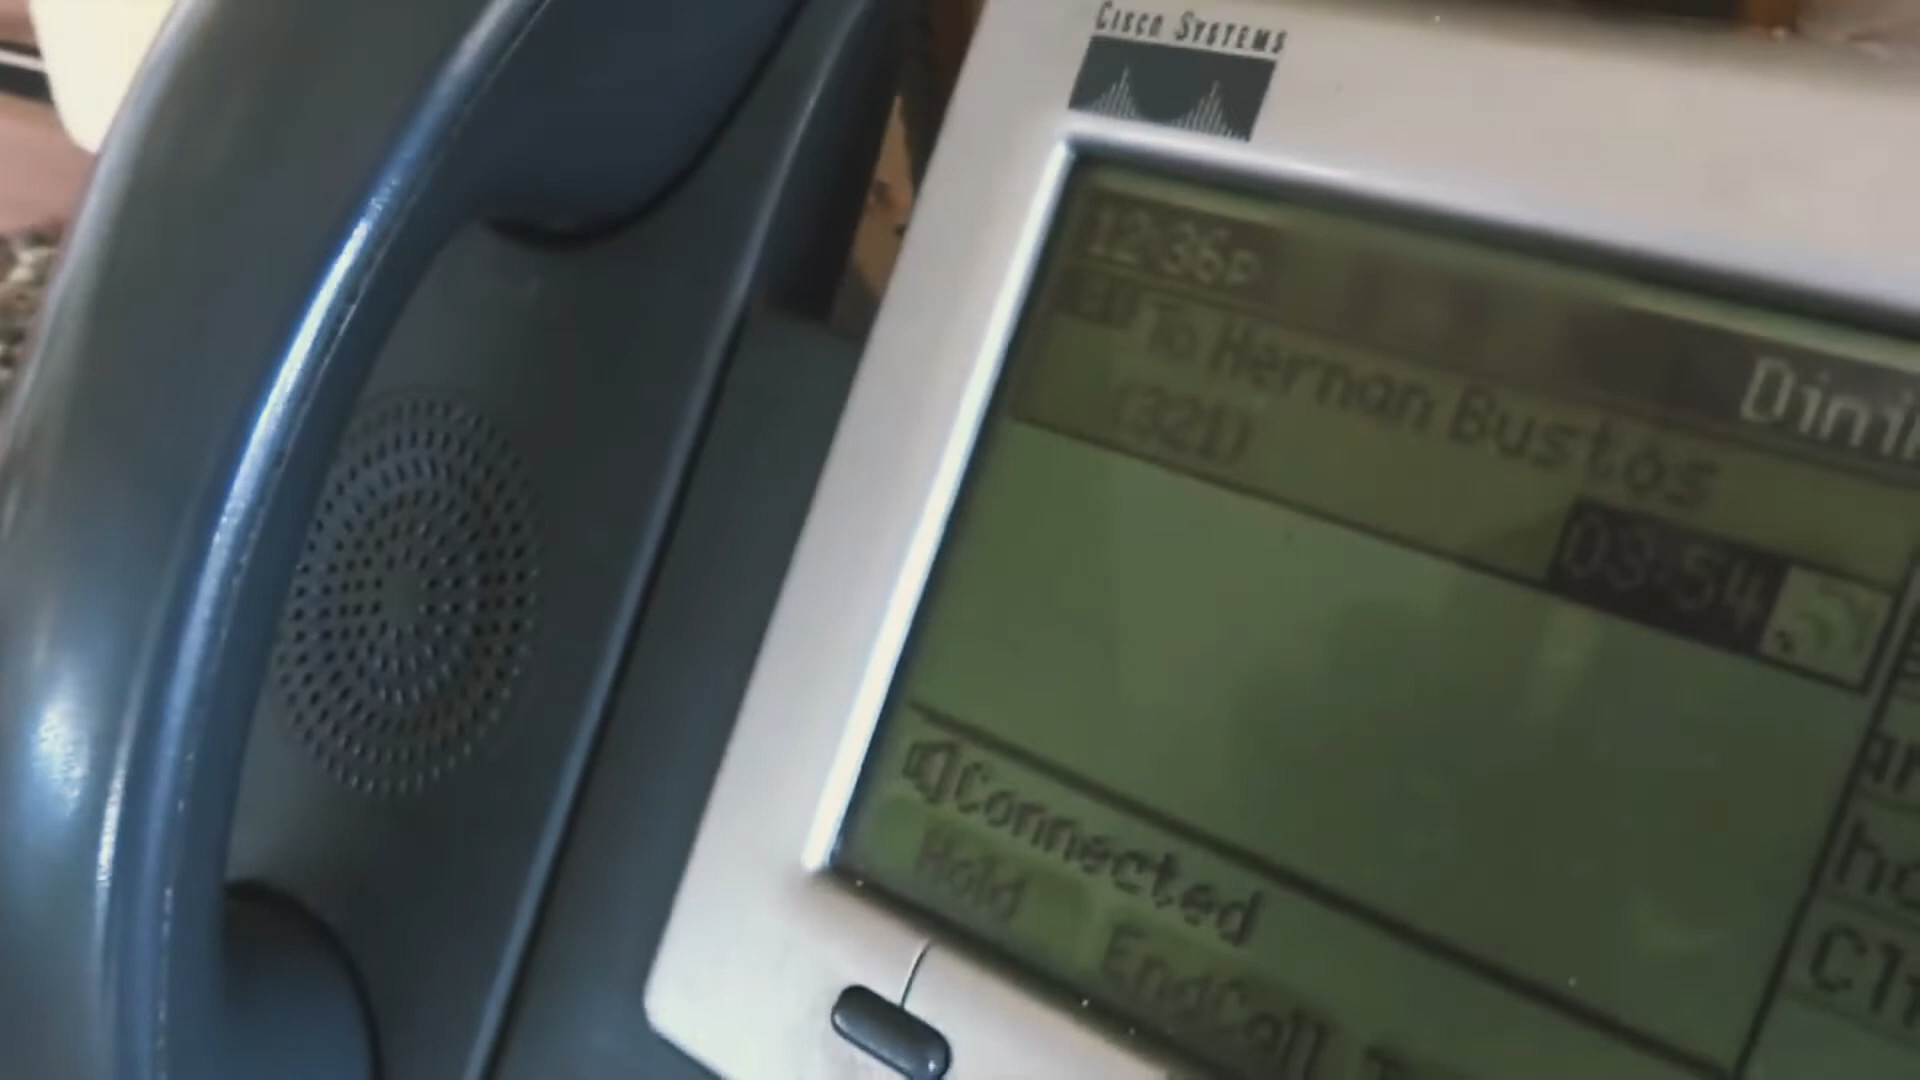 Cisco Systems
12:36p
To Hernan Bustos
(321)
03:54
Connected
Hold
EndCall